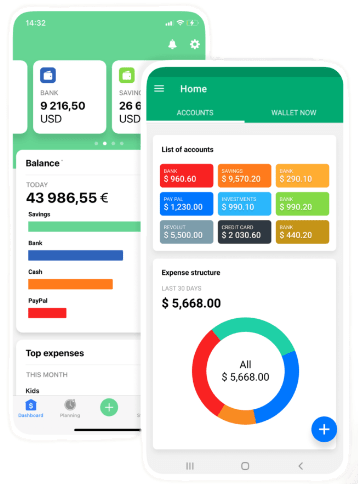 14:32
BANK
9 216,50
USD
SAVIN
26 6
USD
Balance
TODAY
43 986,55 €
Savings
Bank
Cash
PayPal
Top expenses
THIS MONTH
Kids
Dashboard
Planning
Home
ACCOUNTS
WALLET NOW
List of accounts
BANK
$ 960.60
SAVINGS
$ 9,570.20
BANK
$ 290.10
PAY PAL
$ 1,230.00
INVESTMENTS
$ 990.10
BANK
$ 990.20
REVOLUT
$ 5,500.00
CREDIT CARD
$ 2 030.60
BANK
$ 440.20
Expense structure
LAST 30 DAYS
$ 5,668.00
All
$ 5,668.00